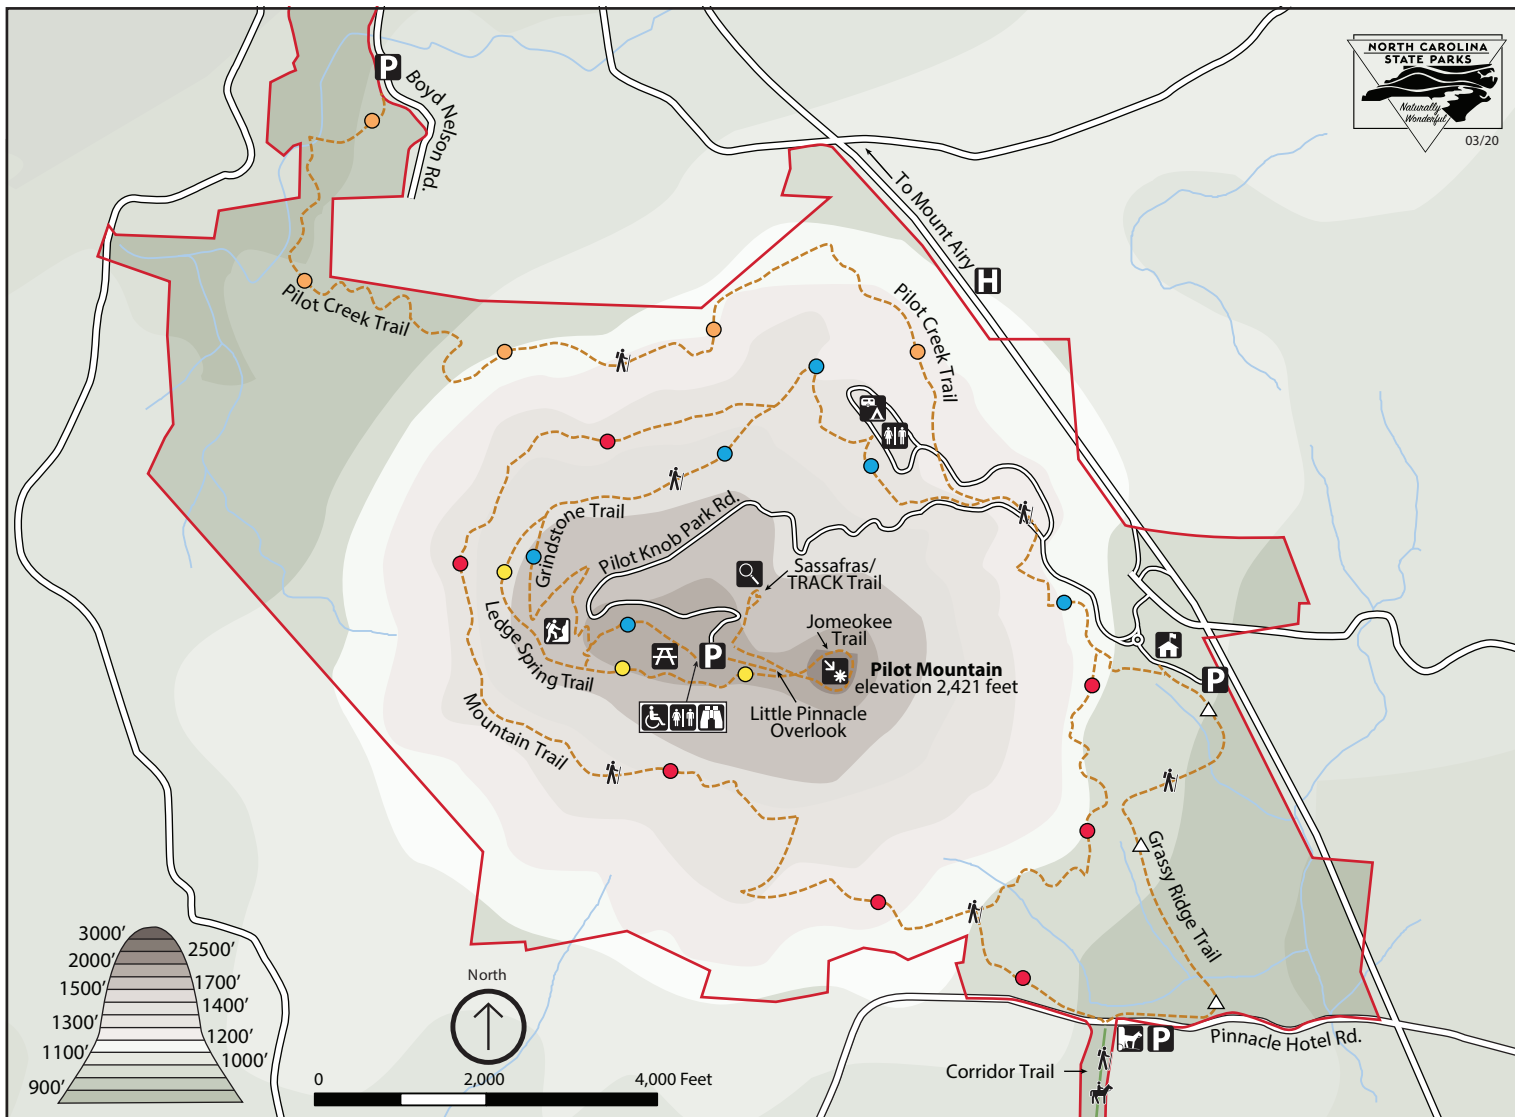 NORTH CAROLINA
STATE PARKS
Naturally
Wonderful
03/20
P
Boyd Nelson Rd.
To Mount Airy
H
Pilot Creek Trail
Pilot Creek Trail
Grindstone Trail
Pilot Knob Park Rd.
Sassafras/
TRACK Trail
Ledge Spring Trail
Jomeokee
Trail
P
Pilot Mountain
elevation 2,421 feet
P
Little Pinnacle
Overlook
Mountain Trail
Grassy Ridge Trail
3000'
2500'
2000'
1700'
1500'
1400'
1300'
1200'
1100'
1000'
900'
North
0
2,000
4,000 Feet
P
Pinnacle Hotel Rd.
Corridor Trail